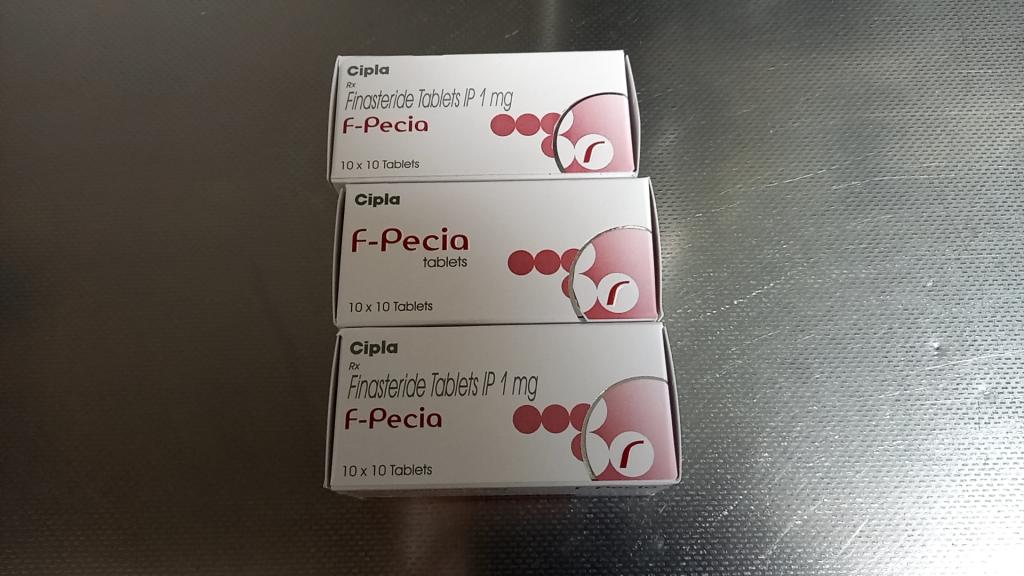 Cipla
Rx
Finasteride Tablets IP 1 mg
F-Pecia
10 x 10 Tablets
Cipla
F-Pecia
tablets
10 x 10 Tablets
Cipla
Rx
Finasteride Tablets IP 1 mg
F-Pecia
10 x 10 Tablets